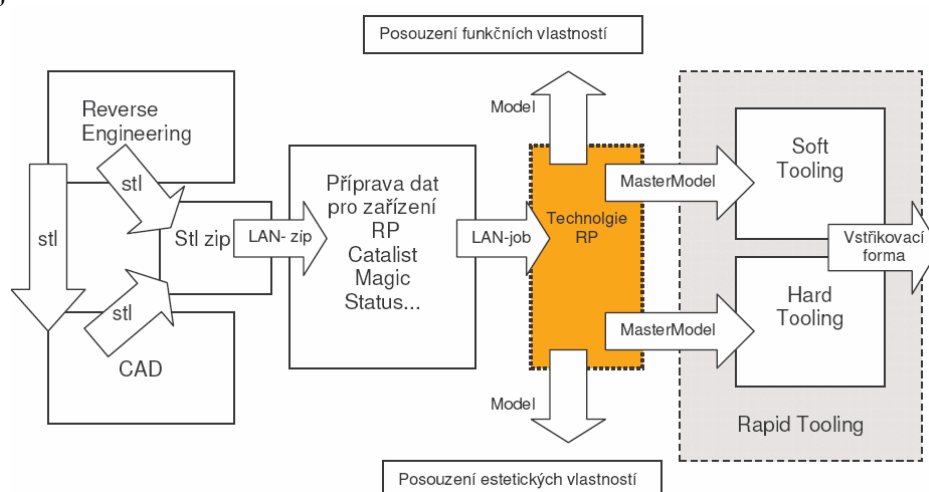 Posouzení funkčních vlastností
Model
Reverse
Engineering
stl
stl
Stl zip
stl
CAD
LAN- zip
Příprava dat
pro zařízení
RP
Catalist
Magic
Status...
LAN-job
Technolgie
RP
MasterModel
MasterModel
Soft
Tooling
Vstřikovací
forma
Hard
Tooling
Rapid Tooling
Model
Posouzení estetických vlastností